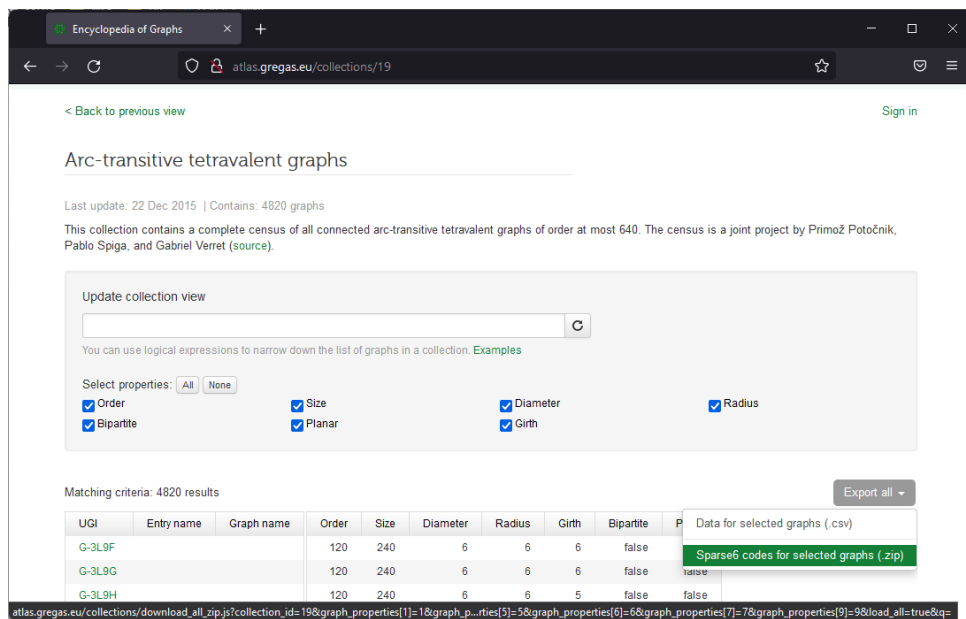 Encyclopedia of Graphs
atlas.gregas.eu/collections/19
< Back to previous view
Sign in
Arc-transitive tetravalent graphs
Last update: 22 Dec 2015 | Contains: 4820 graphs
This collection contains a complete census of all connected arc-transitive tetravalent graphs of order at most 640. The census is a joint project by Primož Potočnik,
Pablo Spiga, and Gabriel Verret (source).
Update collection view
You can use logical expressions to narrow down the list of graphs in a collection. Examples
Select properties: All None
Order Size Diameter Radius
Bipartite Planar Girth
Matching criteria: 4820 results
Export all
UGI Entry name Graph name Order Size Diameter Radius Girth Bipartite P
Data for selected graphs (.csv)
Sparse6 codes for selected graphs (.zip)
G-3L9F 120 240 6 6 6 false false
G-3L9G 120 240 6 6 6 false false
G-3L9H 120 240 6 6 5 false false
atlas.gregas.eu/collections/download_all_zip.js?collection_id=19&graph_properties[1]=1&graph_p...rties[5]=5&graph_properties[6]=6&graph_properties[7]=7&graph_properties[9]=9&load_all=true&q=